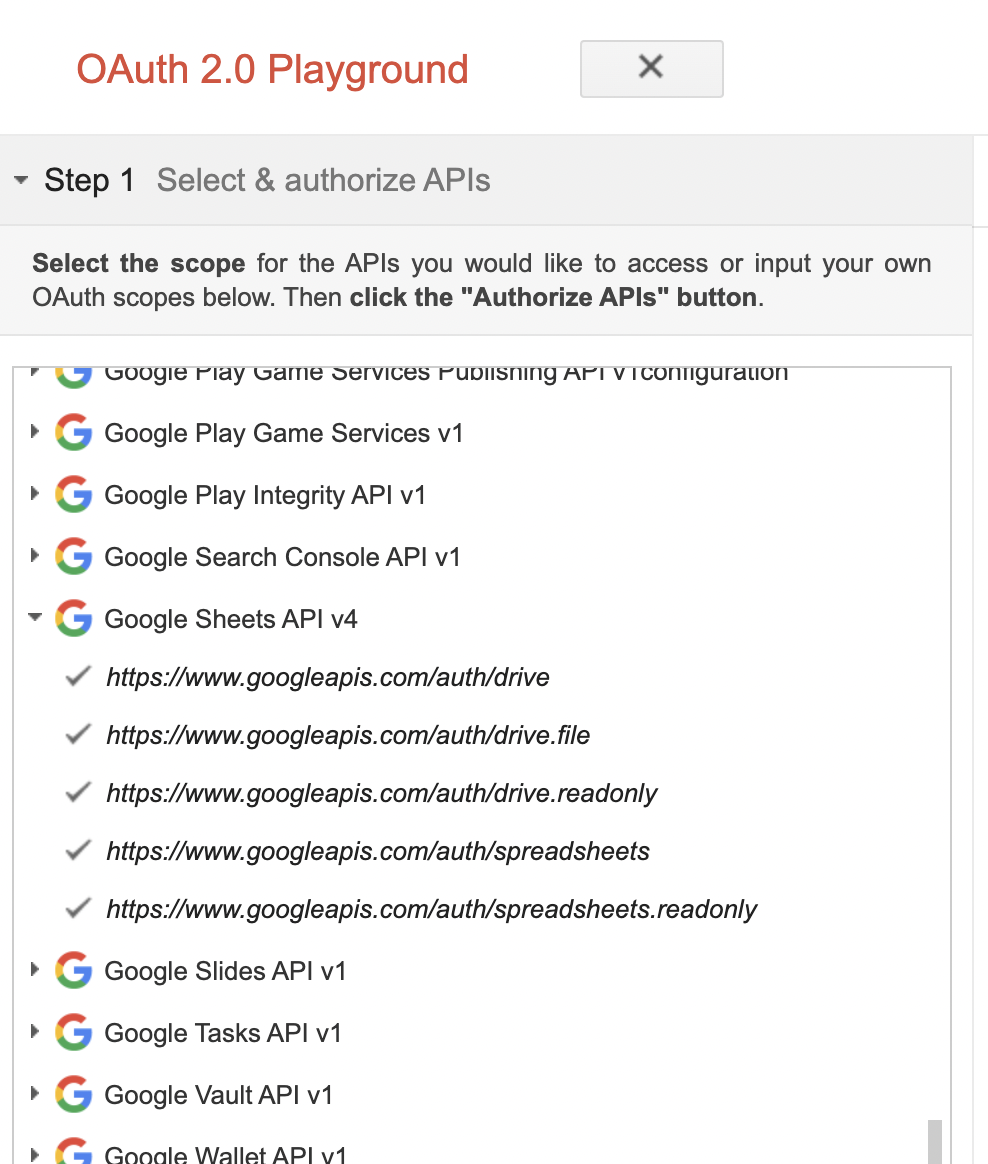 OAuth 2.0 Playground
Step 1 Select & authorize APIs
Select the scope for the APIs you would like to access or input your own
OAuth scopes below. Then click the "Authorize APIs" button.
Google Play Game Services Publishing API v1configuration
Google Play Game Services v1
Google Play Integrity API v1
Google Search Console API v1
Google Sheets API v4
https://www.googleapis.com/auth/drive
https://www.googleapis.com/auth/drive.file
https://www.googleapis.com/auth/drive.readonly
https://www.googleapis.com/auth/spreadsheets
https://www.googleapis.com/auth/spreadsheets.readonly
Google Slides API v1
Google Tasks API v1
Google Vault API v1
Google Wallet API v1